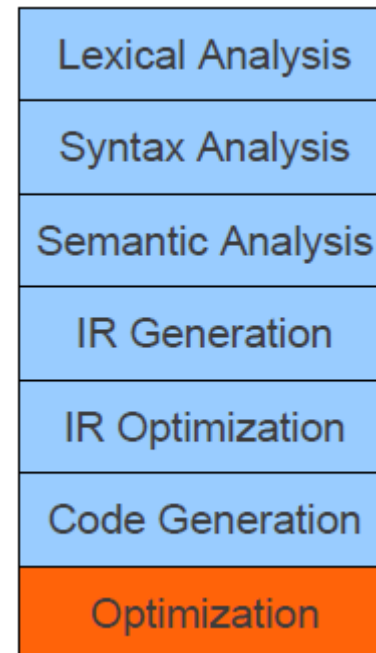 Lexical Analysis
Syntax Analysis
Semantic Analysis
IR Generation
IR Optimization
Code Generation
Optimization